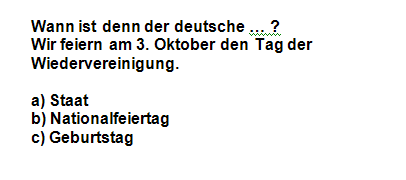 Wann ist denn der deutsche ... ?
Wir feiern am 3. Oktober den Tag der
Wiedervereinigung.
a) Staat
b) Nationalfeiertag
c) Geburtstag